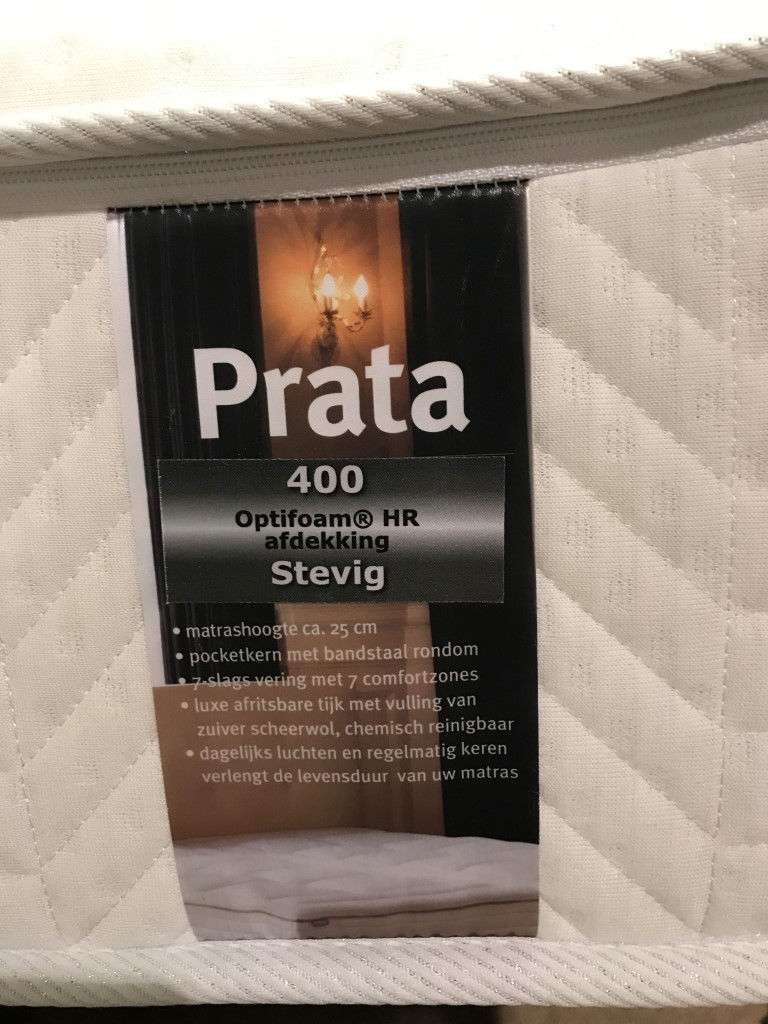 Prata
400
Optifoam® HR
afdekking
Stevig
• matrashoogte ca. 25 cm
• pocketkern met bandstaal rondom
• 7-slags vering met 7 comfortzones
• luxe afritsbare tijk met vulling van
zuiver scheerwol, chemisch reinigbaar
• dagelijks luchten en regelmatig keren
verlengt de levensduur van uw matras